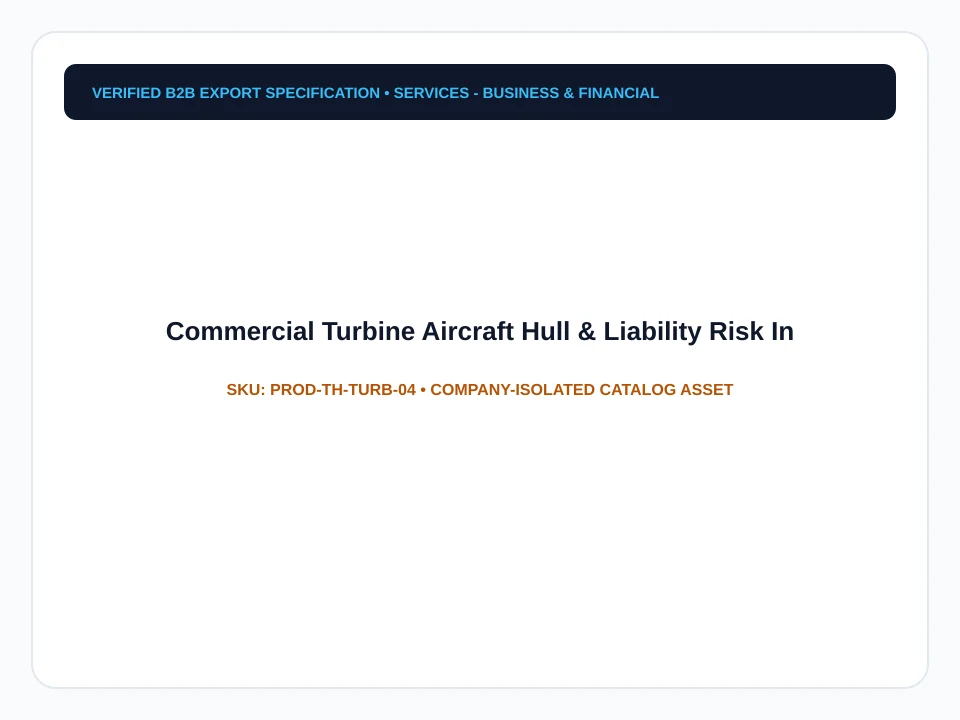 VERIFIED B2B EXPORT SPECIFICATION • SERVICES - BUSINESS & FINANCIAL
Commercial Turbine Aircraft Hull & Liability Risk In
SKU: PROD-TH-TURB-04 • COMPANY-ISOLATED CATALOG ASSET